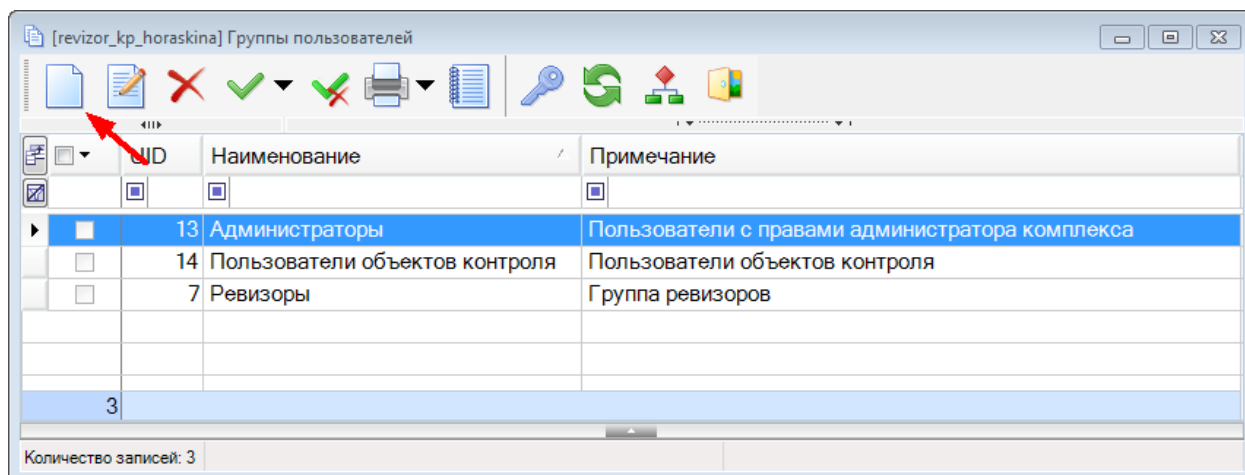 [revizor_kp_horaskina] Группы пользователей
UID Наименование Примечание
13 Администраторы Пользователи с правами администратора комплекса
14 Пользователи объектов контроля Пользователи объектов контроля
7 Ревизоры Группа ревизоров
3
Количество записей: 3